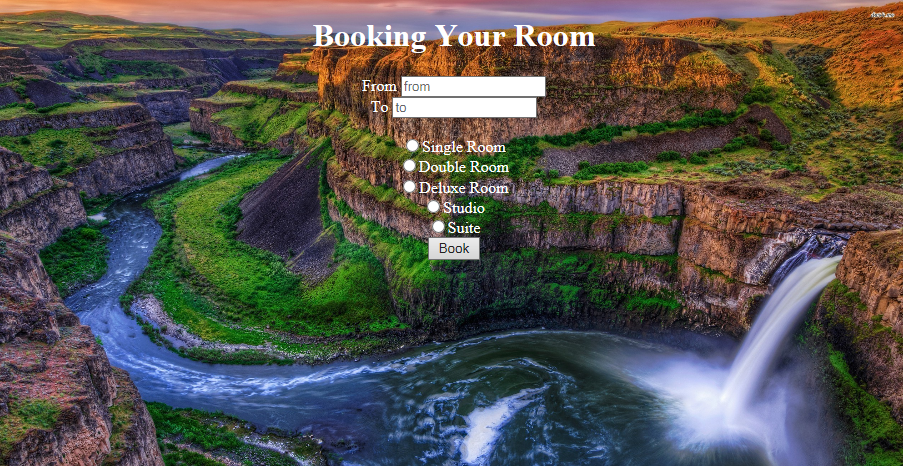 Booking Your Room
From from
To to
Single Room
Double Room
Deluxe Room
Studio
Suite
Book